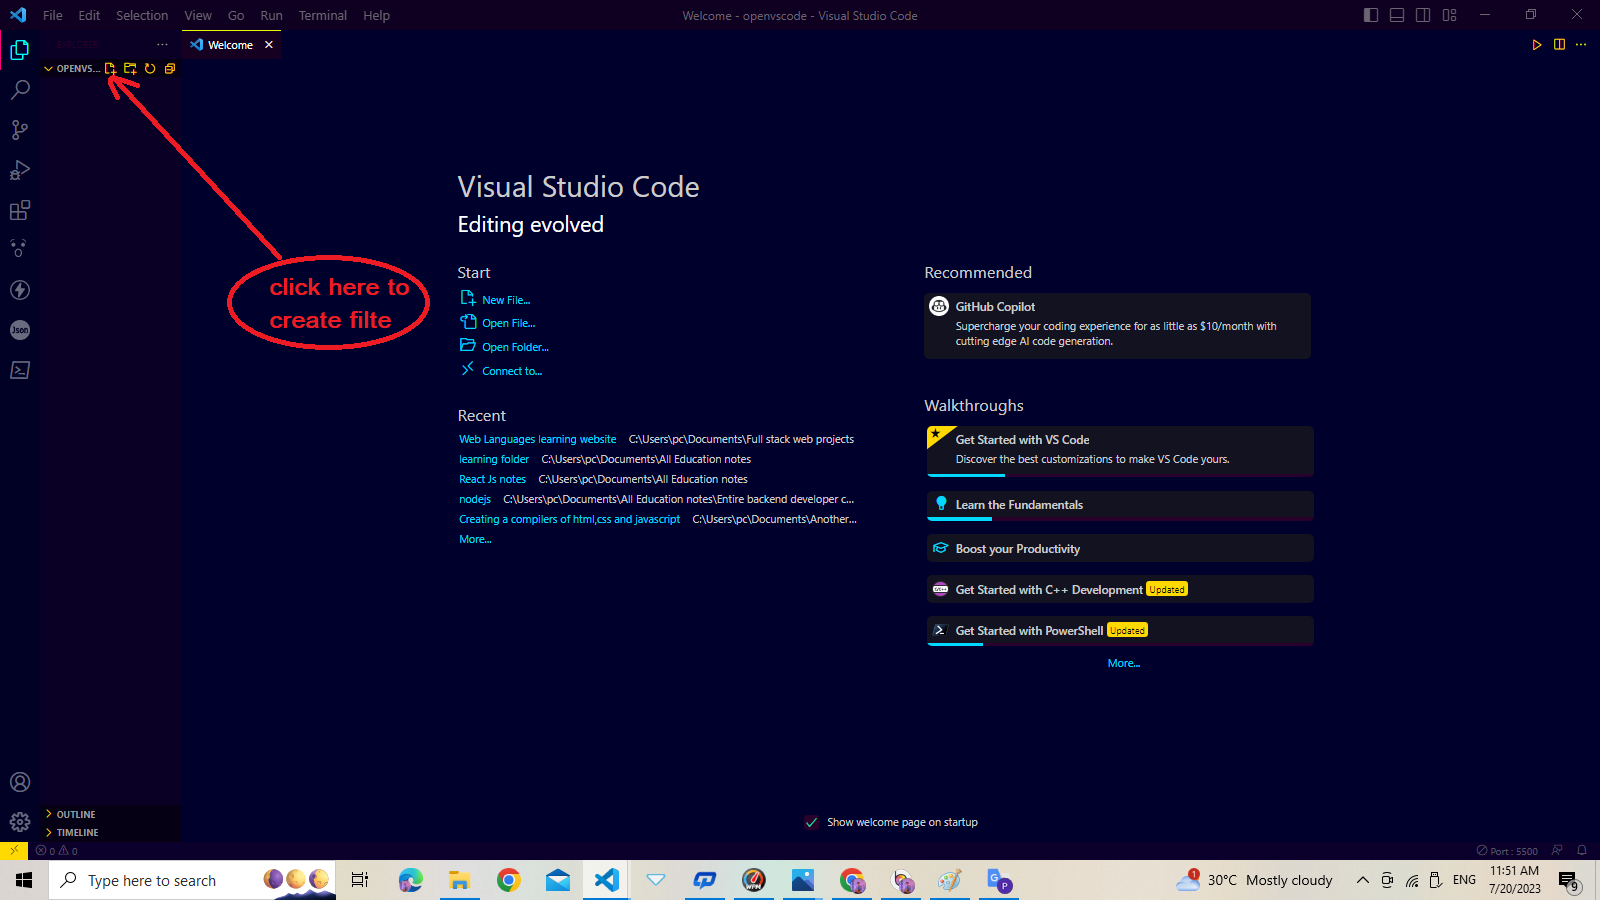 File Edit Selection View Go Run Terminal Help
Welcome - openvscode - Visual Studio Code
EXPLORER
Welcome
OPENVS...
click here to
create filte
Visual Studio Code
Editing evolved
Start
New File...
Open File...
Open Folder...
Connect to...
Recent
Web Languages learning website C:\Users\pc\Documents\Full stack web projects
learning folder C:\Users\pc\Documents\All Education notes
React Js notes C:\Users\pc\Documents\All Education notes
nodejs C:\Users\pc\Documents\All Education notes\Entire backend developer c...
Creating a compilers of html,css and javascript C:\Users\pc\Documents\Another...
More...
Recommended
GitHub Copilot
Supercharge your coding experience for as little as $10/month with
cutting edge AI code generation.
Walkthroughs
Get Started with VS Code
Discover the best customizations to make VS Code yours.
Learn the Fundamentals
Boost your Productivity
Get Started with C++ Development Updated
Get Started with PowerShell Updated
More...
Show welcome page on startup
Json
OUTLINE
TIMELINE
0 0
Port : 5500
Type here to search
WPM
G P
1
30°C Mostly cloudy
ENG
11:51 AM
7/20/2023
9